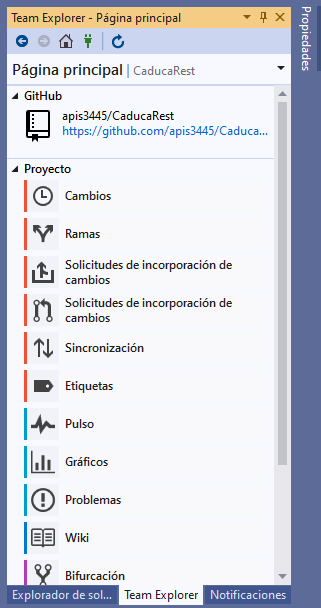 Team Explorer - Página principal
Página principal | CaducaRest
GitHub
apis3445/CaducaRest
https://github.com/apis3445/Caduca...
Proyecto
Cambios
Ramas
Solicitudes de incorporación de
cambios
Solicitudes de incorporación de
cambios
Sincronización
Etiquetas
Pulso
Gráficos
Problemas
Wiki
Bifurcación
Explorador de sol...
Team Explorer
Notificaciones
Propiedades